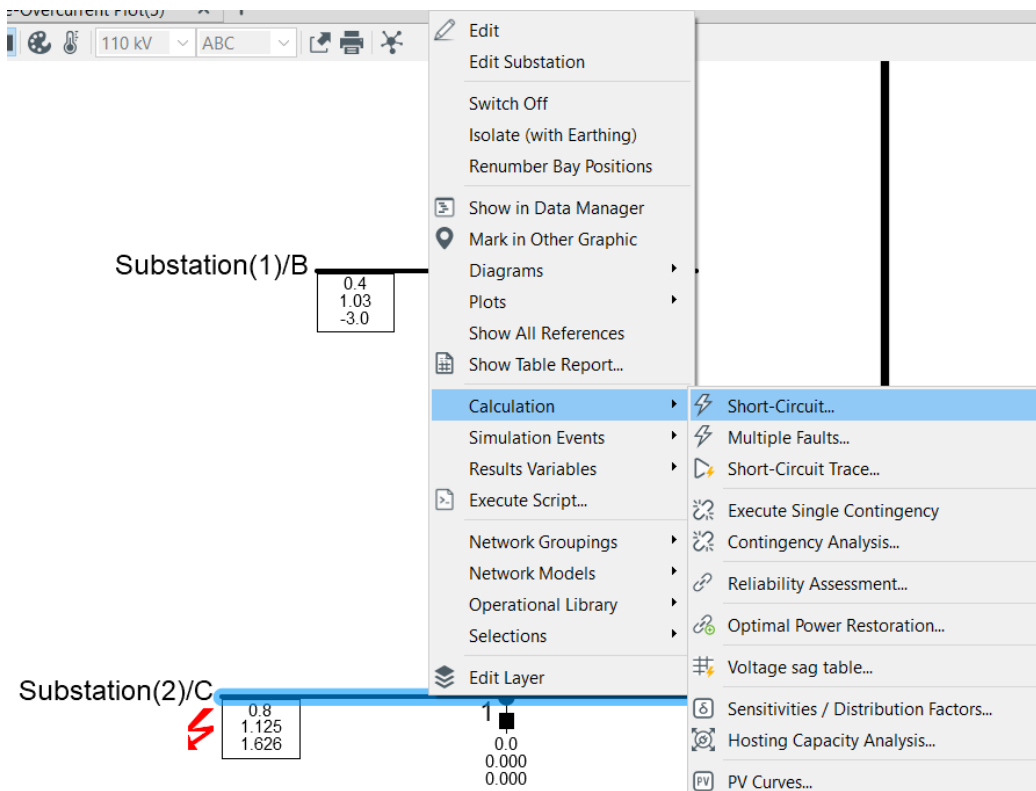 e-Overcurrent Plot(3)
110 kV
ABC
Edit
Edit Substation
Switch Off
Isolate (with Earthing)
Renumber Bay Positions
Show in Data Manager
Mark in Other Graphic
Diagrams
Plots
Show All References
Show Table Report...
Calculation
Simulation Events
Results Variables
Execute Script...
Network Groupings
Network Models
Operational Library
Selections
Edit Layer
Short-Circuit...
Multiple Faults...
Short-Circuit Trace...
Execute Single Contingency
Contingency Analysis...
Reliability Assessment...
Optimal Power Restoration...
Voltage sag table...
Sensitivities / Distribution Factors...
Hosting Capacity Analysis...
PV
PV Curves...
Substation(1)/B
0.4
1.03
-3.0
Substation(2)/C
0.8
1.125
1.626
1
0.0
0.000
0.000